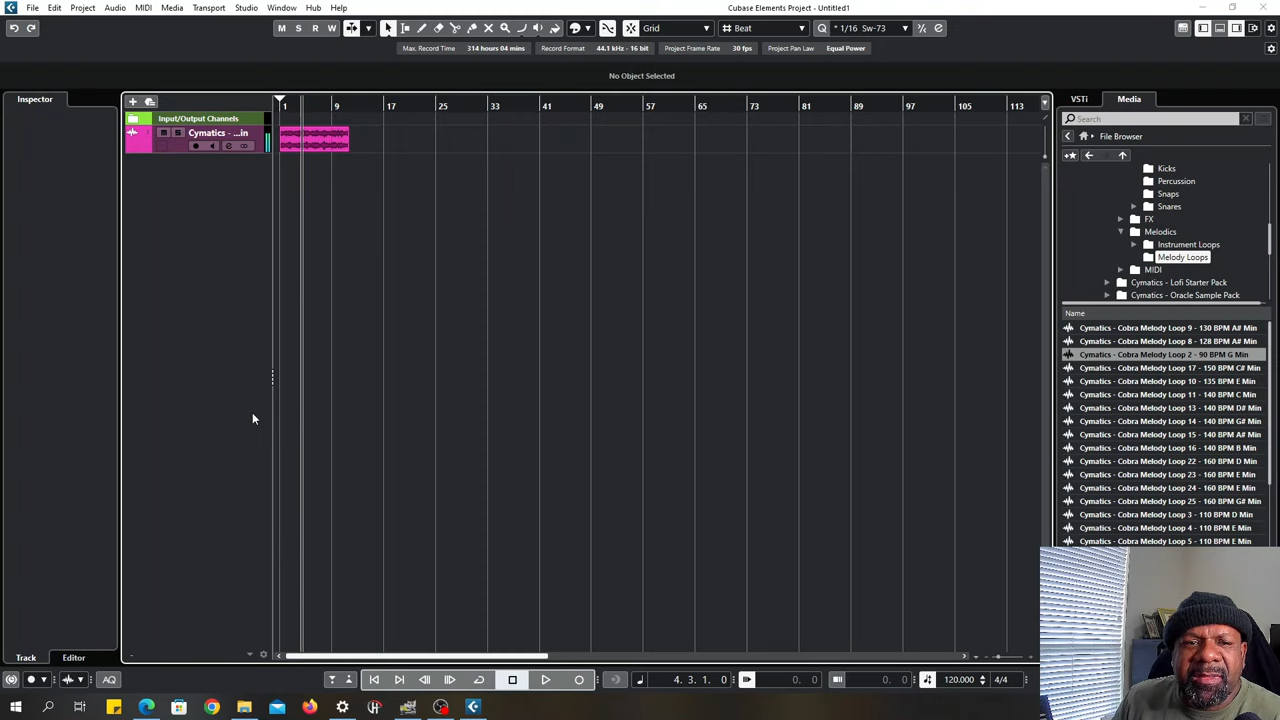 File Edit Project Audio MIDI Media Transport Studio Window Hub Help
Cubase Elements Project - Untitled1
M S R W
Grid
Beat
Q * 1/16 Sw-73
Max. Record Time 314 hours 04 mins Record Format 44.1 kHz - 16 bit Project Frame Rate 30 fps Project Pan Law Equal Power
No Object Selected
Inspector
1 9 17 25 33 41 49 57 65 73 81 89 97 105 113
VSTi Media
Input/Output Channels
Search
m S Cymatics - ...in
File Browser
Kicks
Percussion
Snaps
Snares
FX
Melodics
Instrument Loops
Melody Loops
MIDI
Cymatics - Lofi Starter Pack
Cymatics - Oracle Sample Pack
Name
Cymatics - Cobra Melody Loop 9 - 130 BPM A# Min
Cymatics - Cobra Melody Loop 8 - 128 BPM A# Min
Cymatics - Cobra Melody Loop 2 - 90 BPM G Min
Cymatics - Cobra Melody Loop 17 - 150 BPM C# Min
Cymatics - Cobra Melody Loop 10 - 135 BPM E Min
Cymatics - Cobra Melody Loop 11 - 140 BPM C Min
Cymatics - Cobra Melody Loop 13 - 140 BPM D# Min
Cymatics - Cobra Melody Loop 14 - 140 BPM G# Min
Cymatics - Cobra Melody Loop 15 - 140 BPM A# Min
Cymatics - Cobra Melody Loop 16 - 140 BPM B Min
Cymatics - Cobra Melody Loop 22 - 160 BPM D Min
Cymatics - Cobra Melody Loop 23 - 160 BPM E Min
Cymatics - Cobra Melody Loop 24 - 160 BPM E Min
Cymatics - Cobra Melody Loop 25 - 160 BPM G# Min
Cymatics - Cobra Melody Loop 3 - 110 BPM D Min
Cymatics - Cobra Melody Loop 4 - 110 BPM E Min
Cymatics - Cobra Melody Loop 5 - 110 BPM E Min
Track Editor
AQ
4. 3. 1. 0
0. 0
0. 0
120.000
4/4